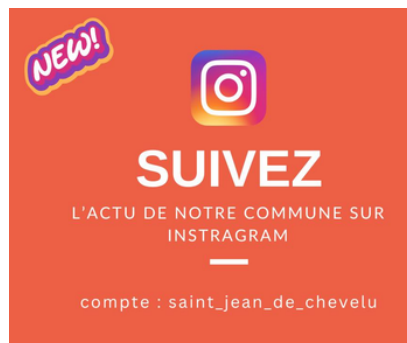 NEW!
SUIVEZ
L'ACTU DE NOTRE COMMUNE SUR
INSTRAGRAM
compte : saint_jean_de_chevelu